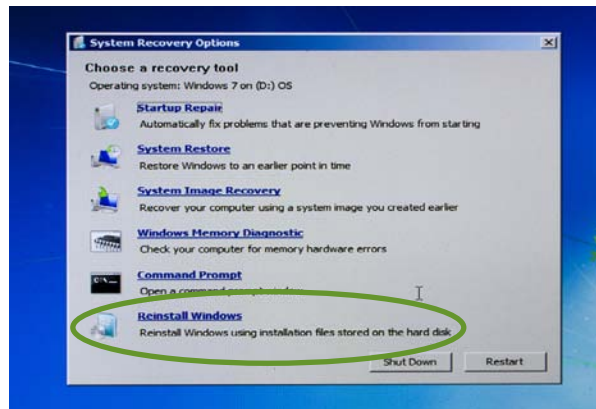 System Recovery Options
Choose a recovery tool
Operating system: Windows 7 on (D:) OS
Startup Repair
Automatically fix problems that are preventing Windows from starting
System Restore
Restore Windows to an earlier point in time
System Image Recovery
Recover your computer using a system image you created earlier
Windows Memory Diagnostic
Check your computer for memory hardware errors
C:\_
Command Prompt
Open a command prompt window
Reinstall Windows
Reinstall Windows using installation files stored on the hard disk
Shut Down
Restart